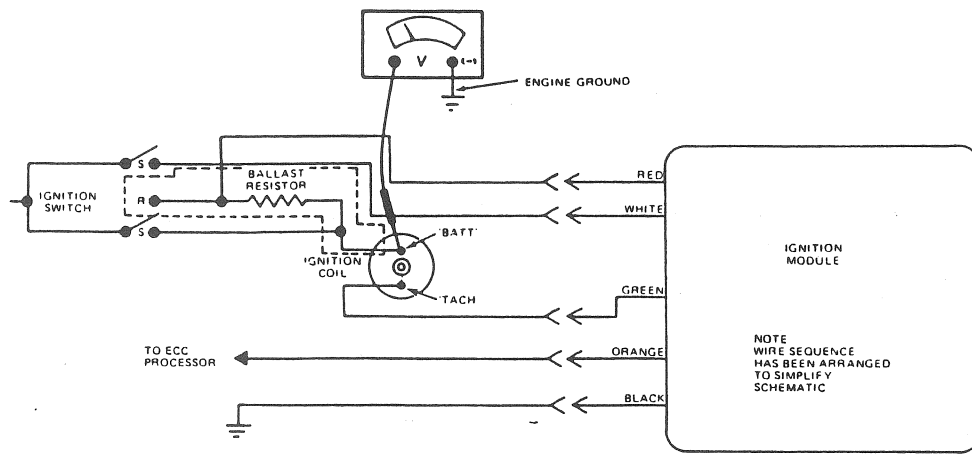 V
(-)
ENGINE GROUND
S
BALLAST
RESISTOR
IGNITION
SWITCH
R
S
'BATT'
IGNITION
COIL
'TACH
RED
WHITE
GREEN
ORANGE
BLACK
TO ECC
PROCESSOR
IGNITION
MODULE
NOTE
WIRE SEQUENCE
HAS BEEN ARRANGED
TO SIMPLIFY
SCHEMATIC